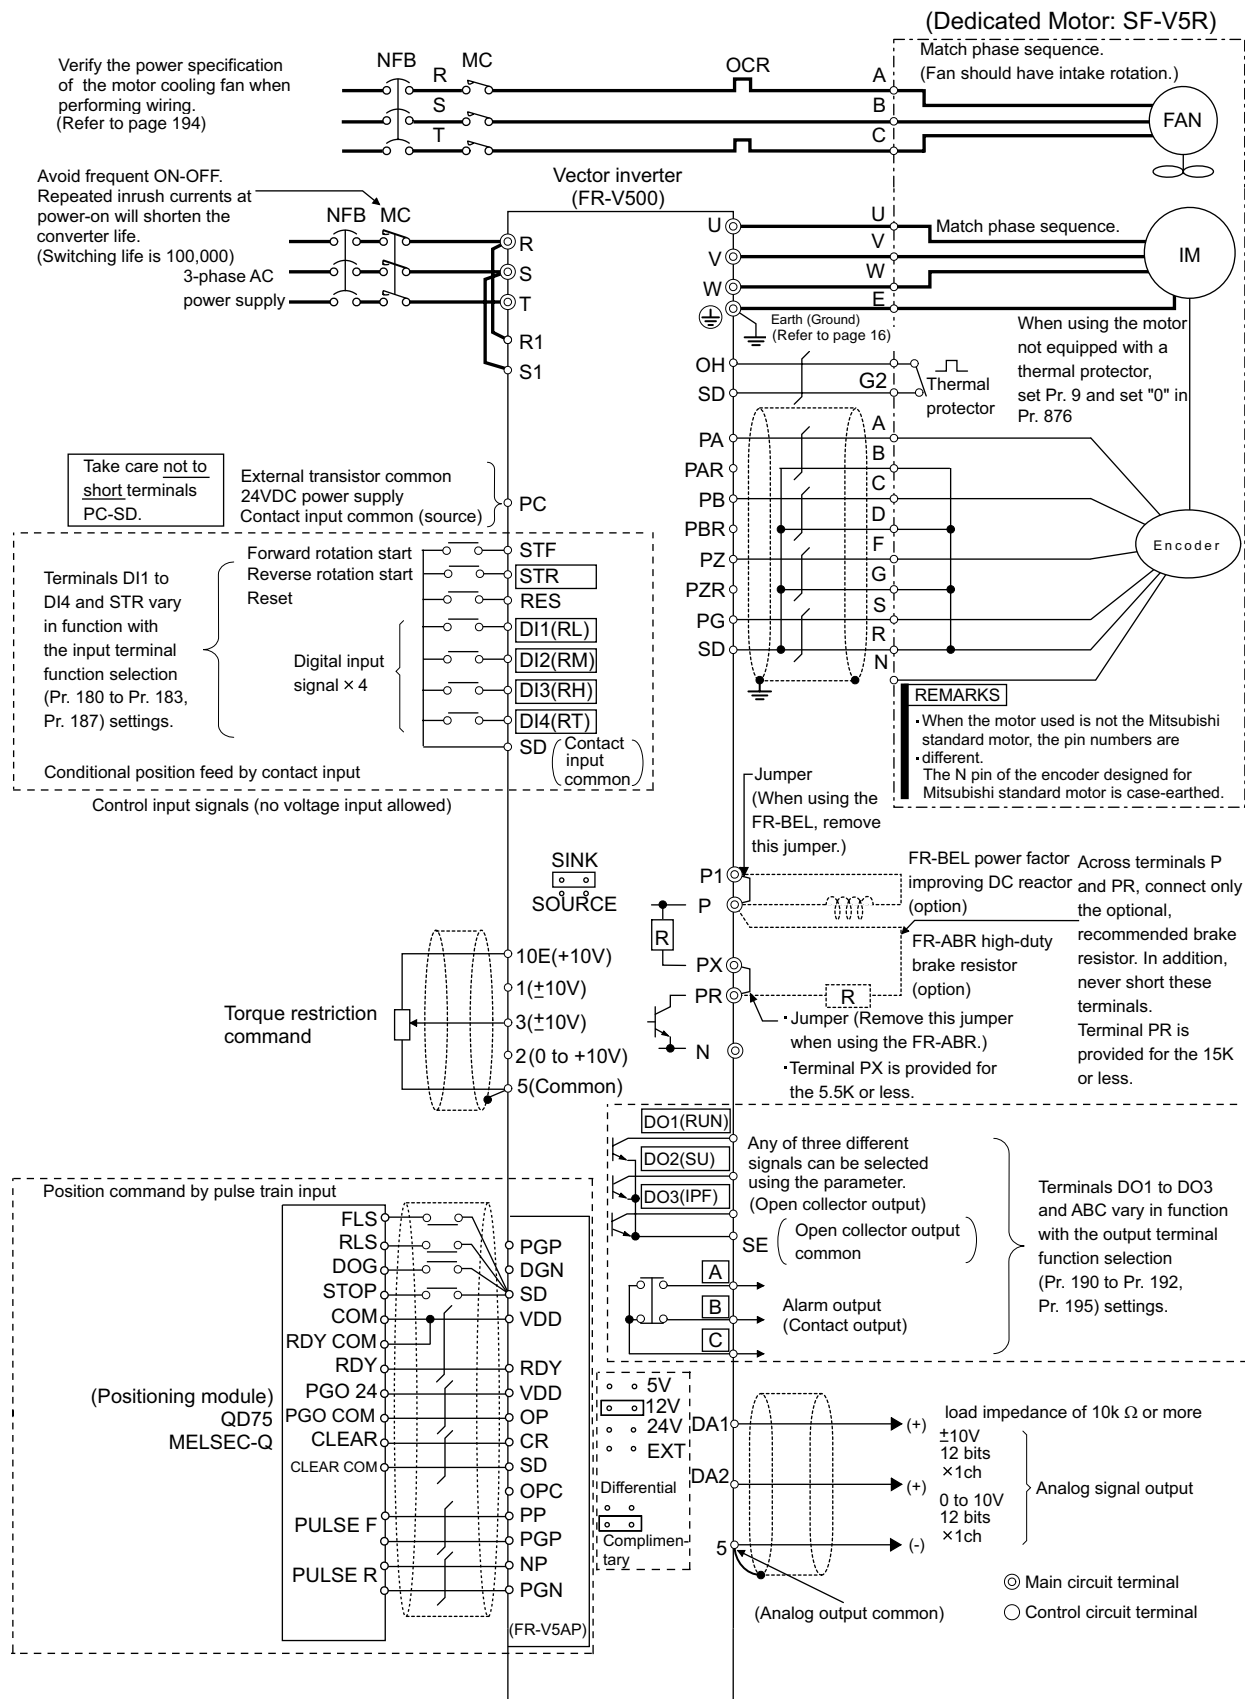 (Dedicated Motor: SF-V5R)
Verify the power specification
of the motor cooling fan when
performing wiring.
(Refer to page 194)
NFB
MC
R
S
T
OCR
A
B
C
Match phase sequence.
(Fan should have intake rotation.)
FAN
Avoid frequent ON-OFF.
Repeated inrush currents at
power-on will shorten the
converter life.
(Switching life is 100,000)
3-phase AC
power supply
NFB
MC
Vector inverter
(FR-V500)
R
S
T
R1
S1
U
V
W
U
V
W
E
Match phase sequence.
IM
Earth (Ground)
(Refer to page 16)
OH
SD
G2
Thermal
protector
When using the motor
not equipped with a
thermal protector,
set Pr. 9 and set "0" in
Pr. 876
PA
PAR
PB
PBR
PZ
PZR
PG
SD
A
B
C
D
F
G
S
R
N
Encoder
REMARKS
When the motor used is not the Mitsubishi
standard motor, the pin numbers are
different.
The N pin of the encoder designed for
Mitsubishi standard motor is case-earthed.
Take care not to
short terminals
PC-SD.
External transistor common
24VDC power supply
Contact input common (source)
PC
Terminals DI1 to
DI4 and STR vary
in function with
the input terminal
function selection
(Pr. 180 to Pr. 183,
Pr. 187) settings.
Forward rotation start
Reverse rotation start
Reset
Digital input
signal × 4
STF
STR
RES
DI1(RL)
DI2(RM)
DI3(RH)
DI4(RT)
SD
Contact
input
common
Conditional position feed by contact input
Control input signals (no voltage input allowed)
Jumper
(When using the
FR-BEL, remove
this jumper.)
SINK
SOURCE
P1
P
R
PX
PR
N
FR-BEL power factor
improving DC reactor
(option)
FR-ABR high-duty
brake resistor
(option)
R
Across terminals P
and PR, connect only
the optional,
recommended brake
resistor. In addition,
never short these
terminals.
Terminal PR is
provided for the 15K
or less.
Jumper (Remove this jumper
when using the FR-ABR.)
Terminal PX is provided for
the 5.5K or less.
Torque restriction
command
10E(+10V)
1(±10V)
3(±10V)
2(0 to +10V)
5(Common)
DO1(RUN)
DO2(SU)
DO3(IPF)
SE
Any of three different
signals can be selected
using the parameter.
(Open collector output)
Open collector output
common
A
B
C
Alarm output
(Contact output)
Terminals DO1 to DO3
and ABC vary in function
with the output terminal
function selection
(Pr. 190 to Pr. 192,
Pr. 195) settings.
Position command by pulse train input
(Positioning module)
QD75
MELSEC-Q
FLS
RLS
DOG
STOP
COM
RDY COM
RDY
PGO 24
PGO COM
CLEAR
CLEAR COM
PULSE F
PULSE R
PGP
DGN
SD
VDD
RDY
VDD
OP
CR
SD
OPC
PP
PGP
NP
PGN
(FR-V5AP)
5V
12V
24V
EXT
Differential
Complimen-
tary
DA1
DA2
5
(+)
(+)
(-)
load impedance of 10k Ω or more
±10V
12 bits
×1ch
0 to 10V
12 bits
×1ch
Analog signal output
(Analog output common)
Main circuit terminal
Control circuit terminal